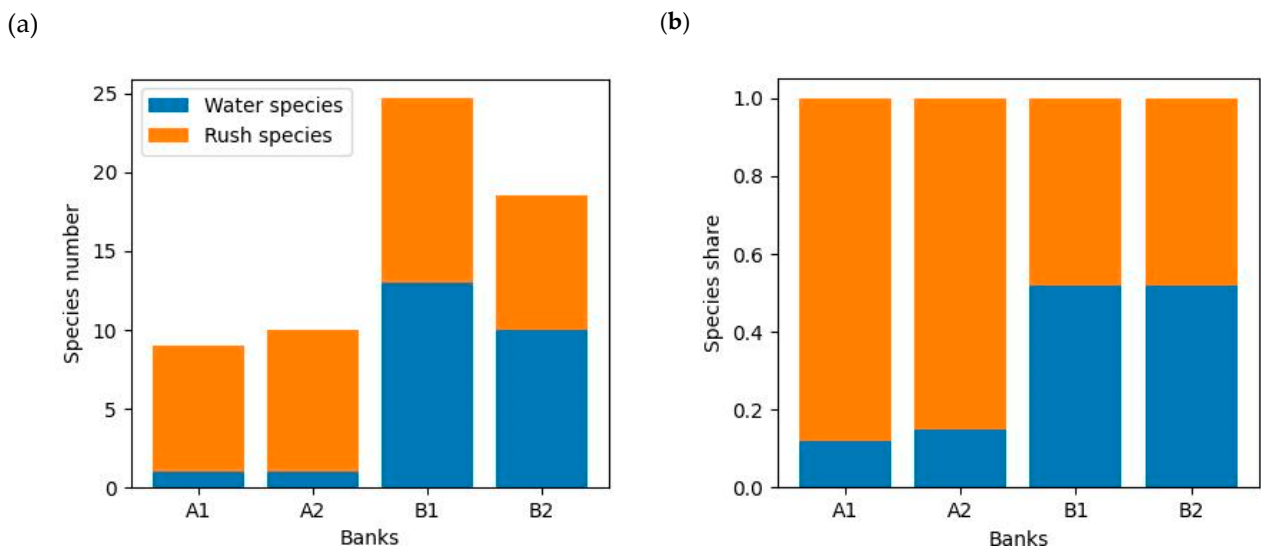 (a)
25
20
15
10
5
0
Species number
Water species
Rush species
A1 A2 B1 B2
Banks
(b)
1.0
0.8
0.6
0.4
0.2
0.0
Species share
A1 A2 B1 B2
Banks